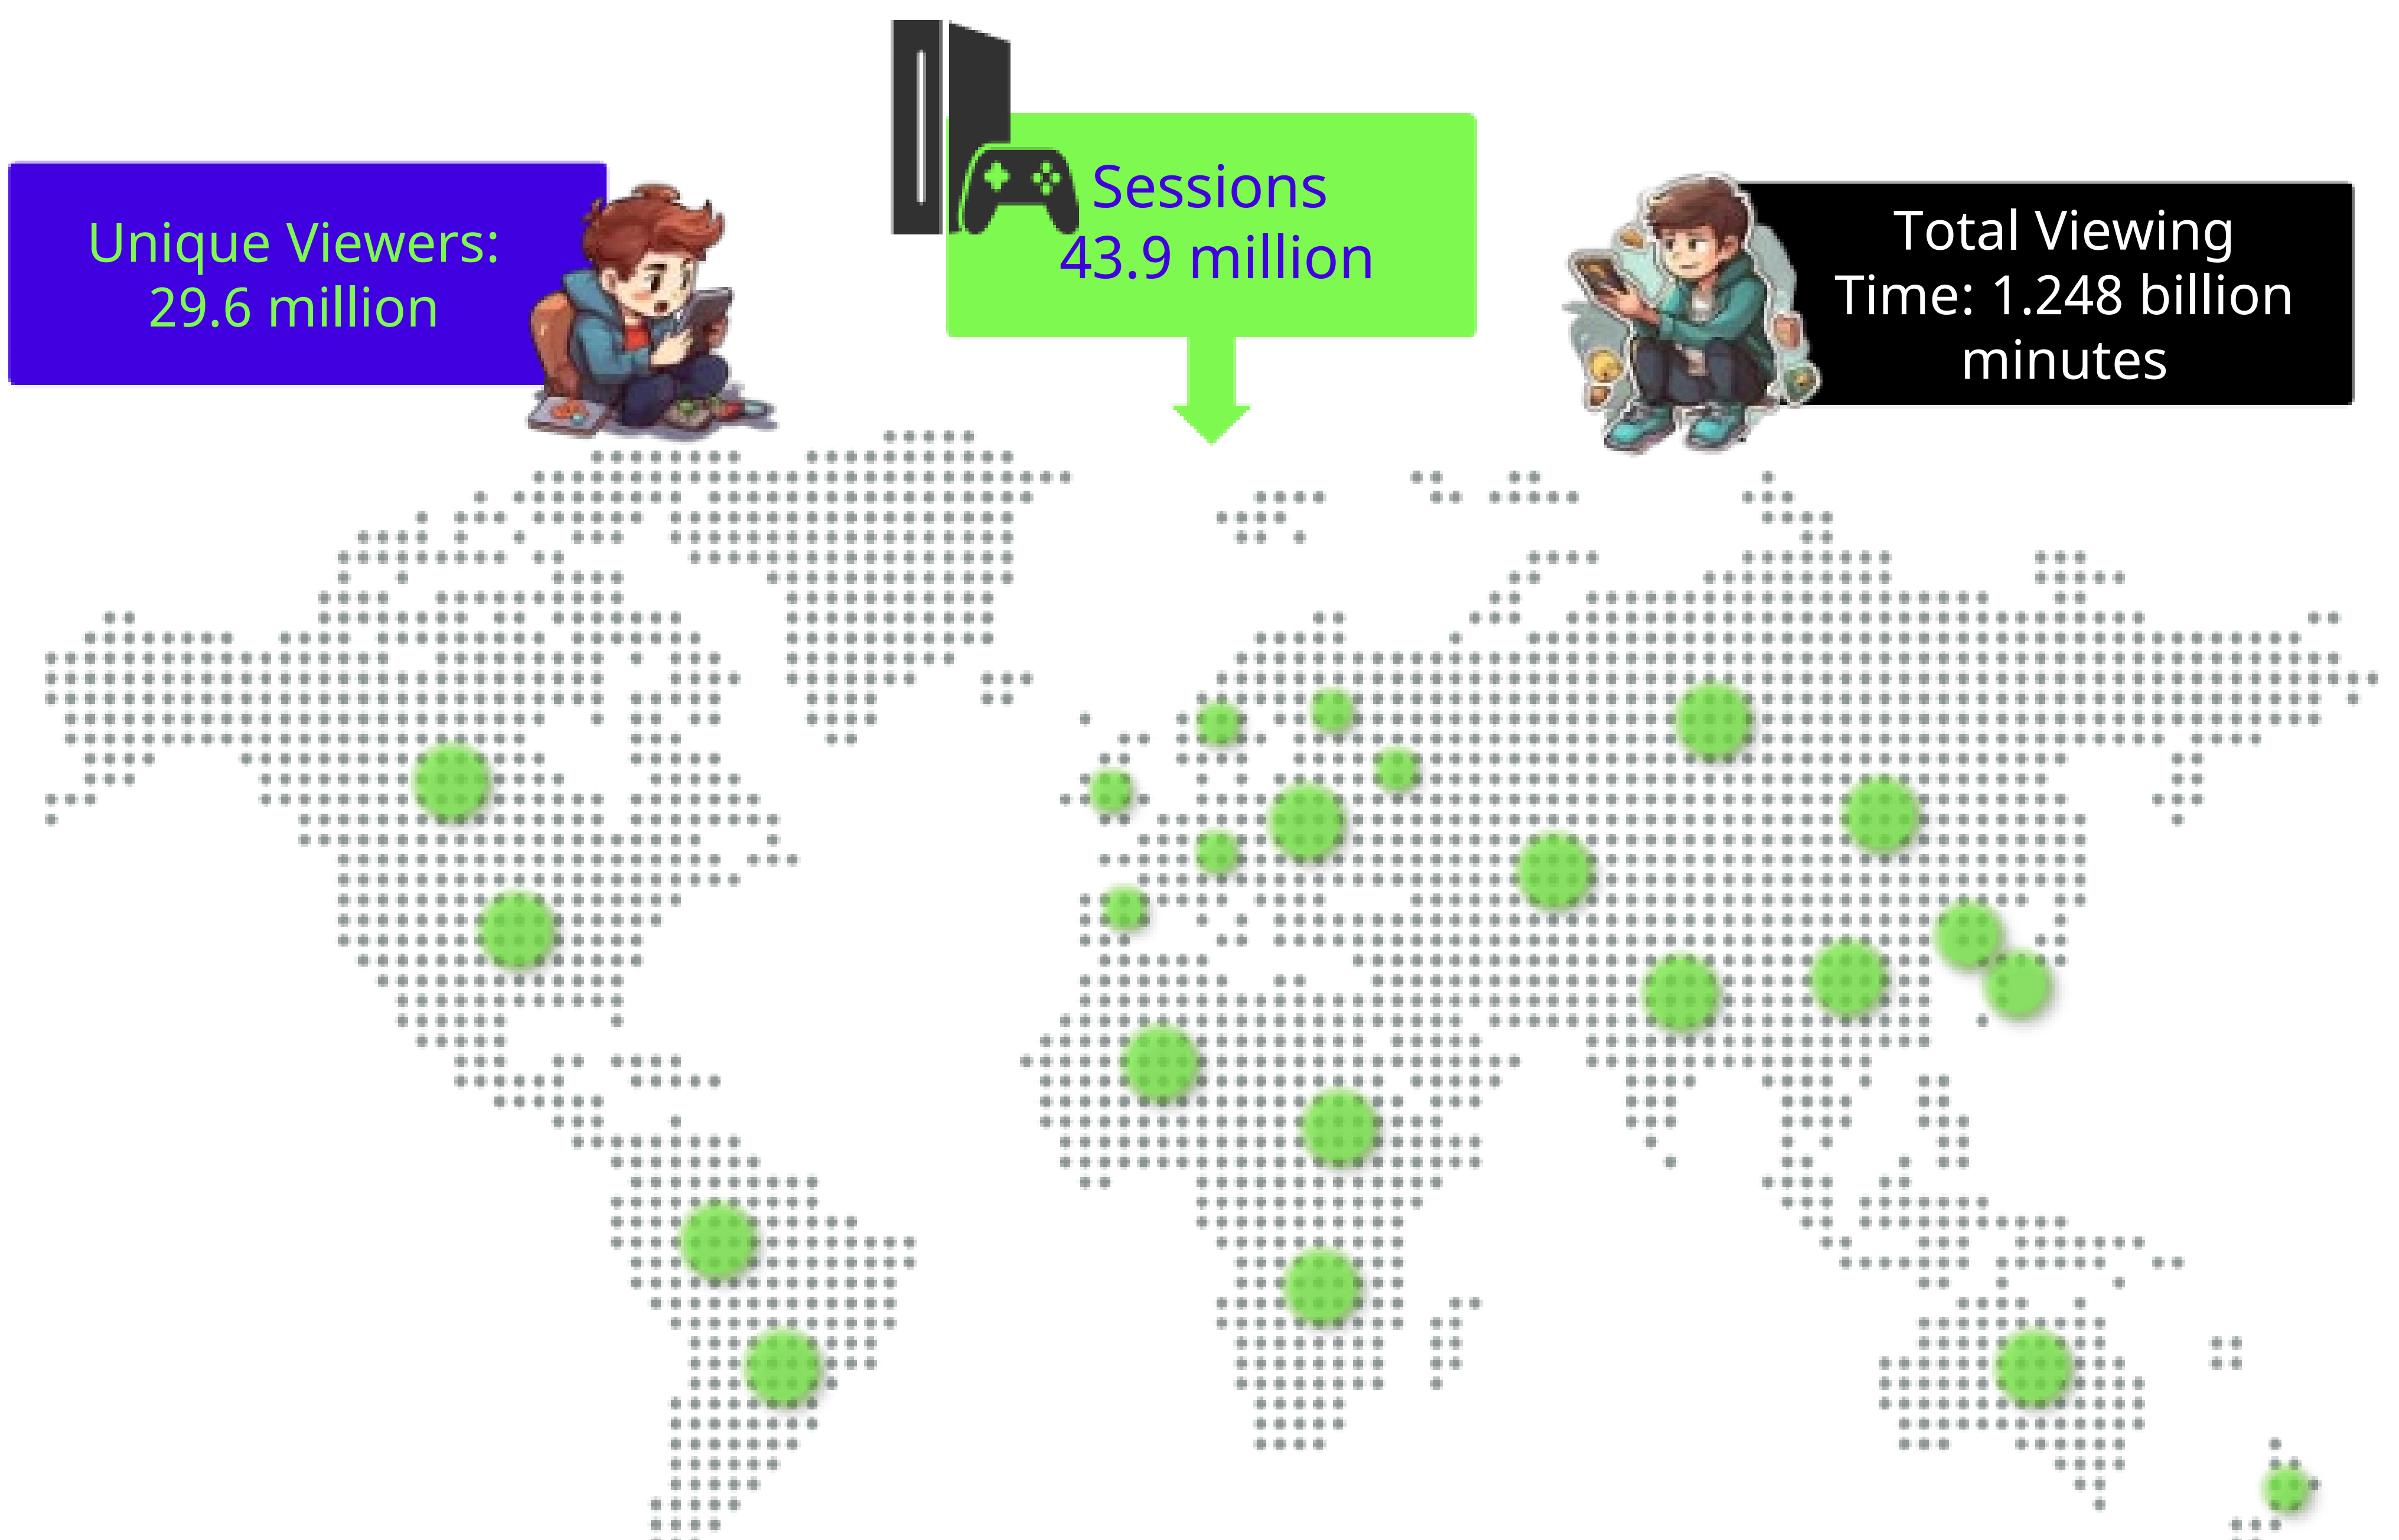 Unique Viewers:
29.6 million
Sessions
43.9 million
Total Viewing
Time: 1.248 billion
minutes